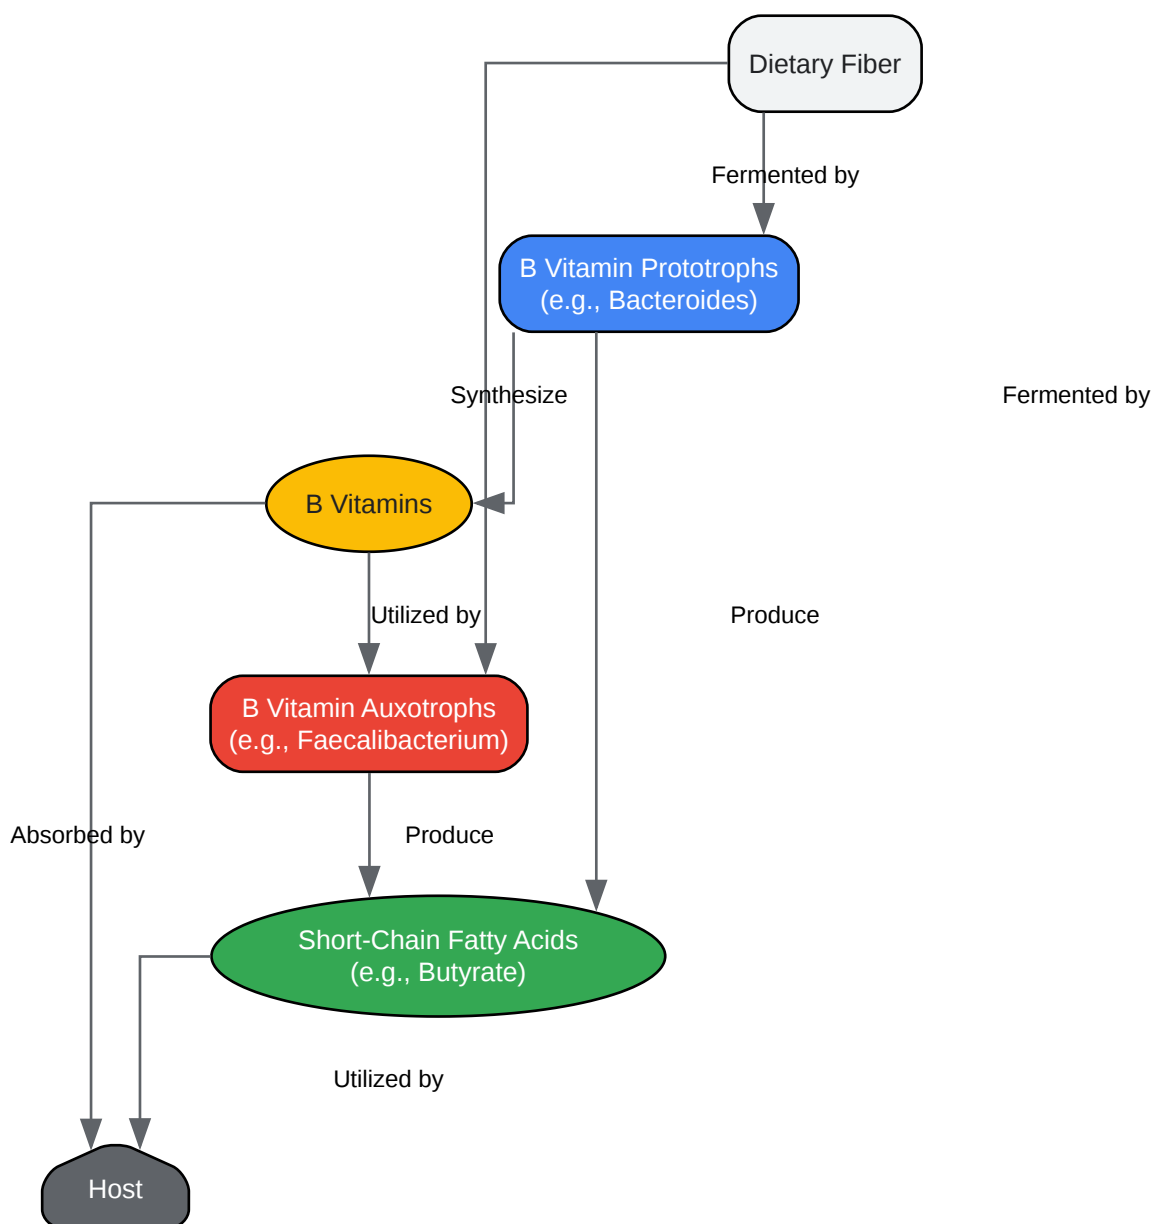 Dietary Fiber
Fermented by
B Vitamin Prototrophs
(e.g., Bacteroides)
Synthesize
Fermented by
B Vitamins
Utilized by
Produce
B Vitamin Auxotrophs
(e.g., Faecalibacterium)
Absorbed by
Produce
Short-Chain Fatty Acids
(e.g., Butyrate)
Utilized by
Host